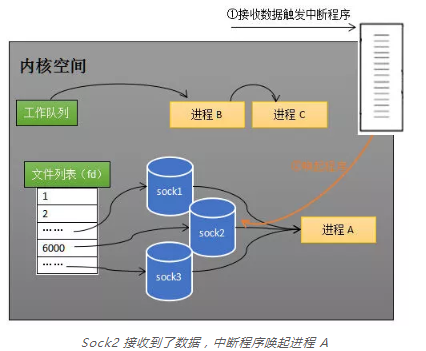 ①接收数据触发中断程序
内核空间
工作队列
进程 B
进程 C
文件列表（fd）
1
2
……
6000
……
sock1
sock2
sock3
进程 A
Sock2 接收到了数据，中断程序唤起进程 A